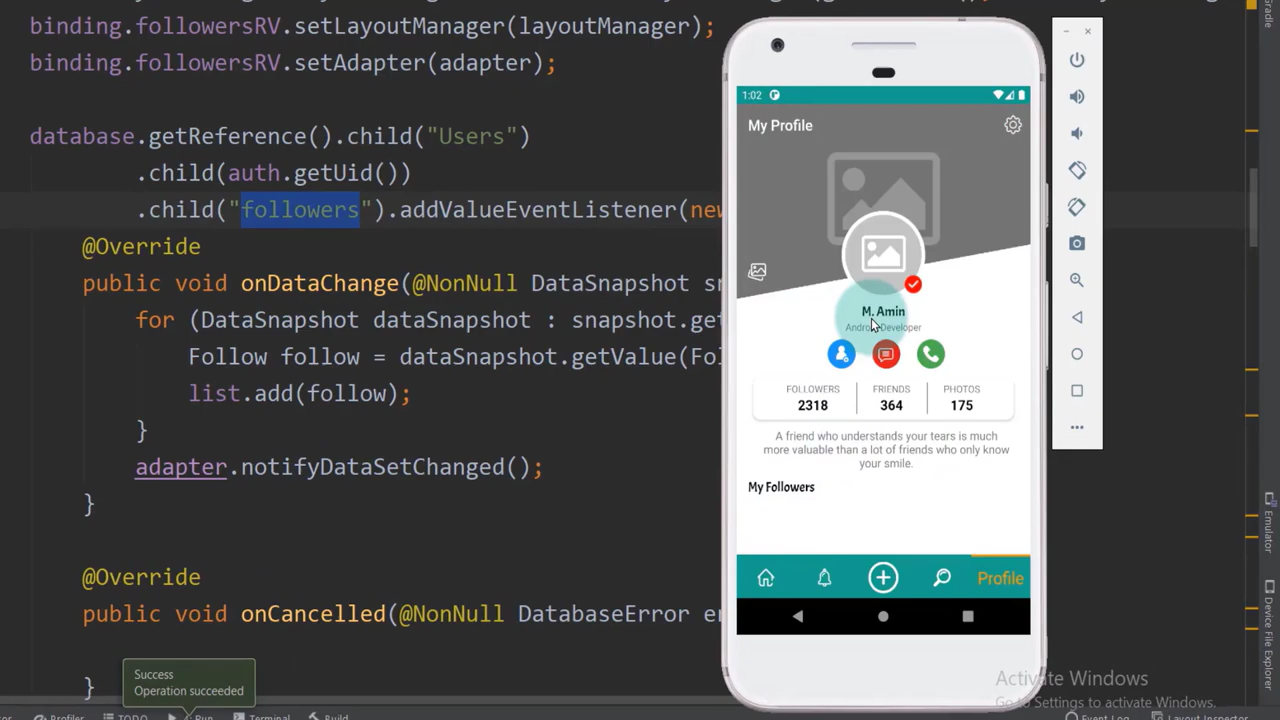 binding.followersRV.setLayoutManager(layoutManager);
binding.followersRV.setAdapter(adapter);
database.getReference().child("Users")
.child(auth.getUid())
.child("followers").addValueEventListener(new
@Override
public void onDataChange(@NonNull DataSnapshot sn
for (DataSnapshot dataSnapshot : snapshot.get
Follow follow = dataSnapshot.getValue(Fo
list.add(follow);
}
adapter.notifyDataSetChanged();
}
@Override
public void onCancelled(@NonNull DatabaseError er
}
Success
Operation succeeded
Profiler
TODO
Run
Terminal
Build
1:02
My Profile
M. Amin
Android Developer
FOLLOWERS FRIENDS PHOTOS
2318 364 175
A friend who understands your tears is much
more valuable than a lot of friends who only know
your smile.
My Followers
Profile
Gradle
Emulator
Device File Explorer
Activate Windows
Go to Settings to activate Windows.
Event Log
Layout Inspector